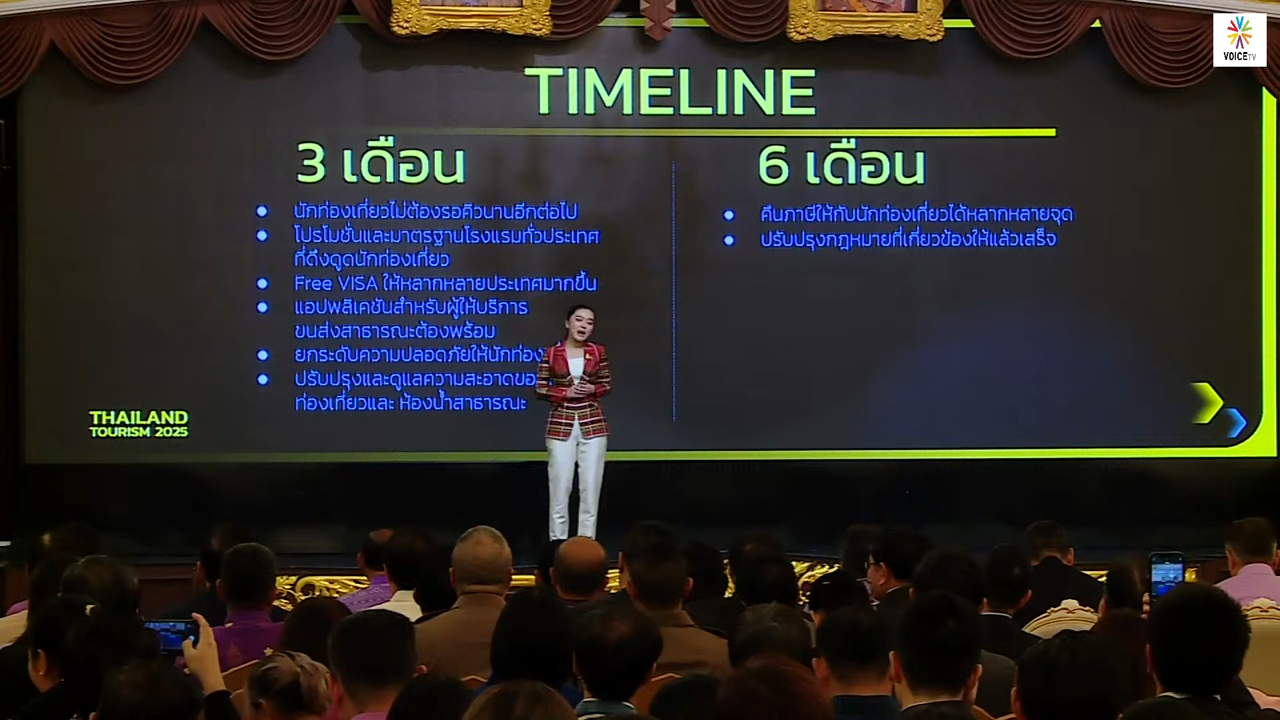 VOICETV
TIMELINE
3 เดือน
นักท่องเที่ยวไม่ต้องรอคิวนานอีกต่อไป
โปรโมชั่นและมาตรฐานโรงแรมทั่วประเทศ
ที่ดึงดูดนักท่องเที่ยว
Free VISA ให้หลากหลายประเทศมากขึ้น
แอปพลิเคชันสำหรับผู้ให้บริการ
ขนส่งสาธารณะต้องพร้อม
ยกระดับความปลอดภัยให้นักท่อง
ปรับปรุงและดูแลความสะอาดขอ
ท่องเที่ยวและ ห้องน้ำสาธารณะ
6 เดือน
คืนภาษีให้กับนักท่องเที่ยวได้หลากหลายจุด
ปรับปรุงกฎหมายที่เกี่ยวข้องให้แล้วเสร็จ
THAILAND
TOURISM 2025